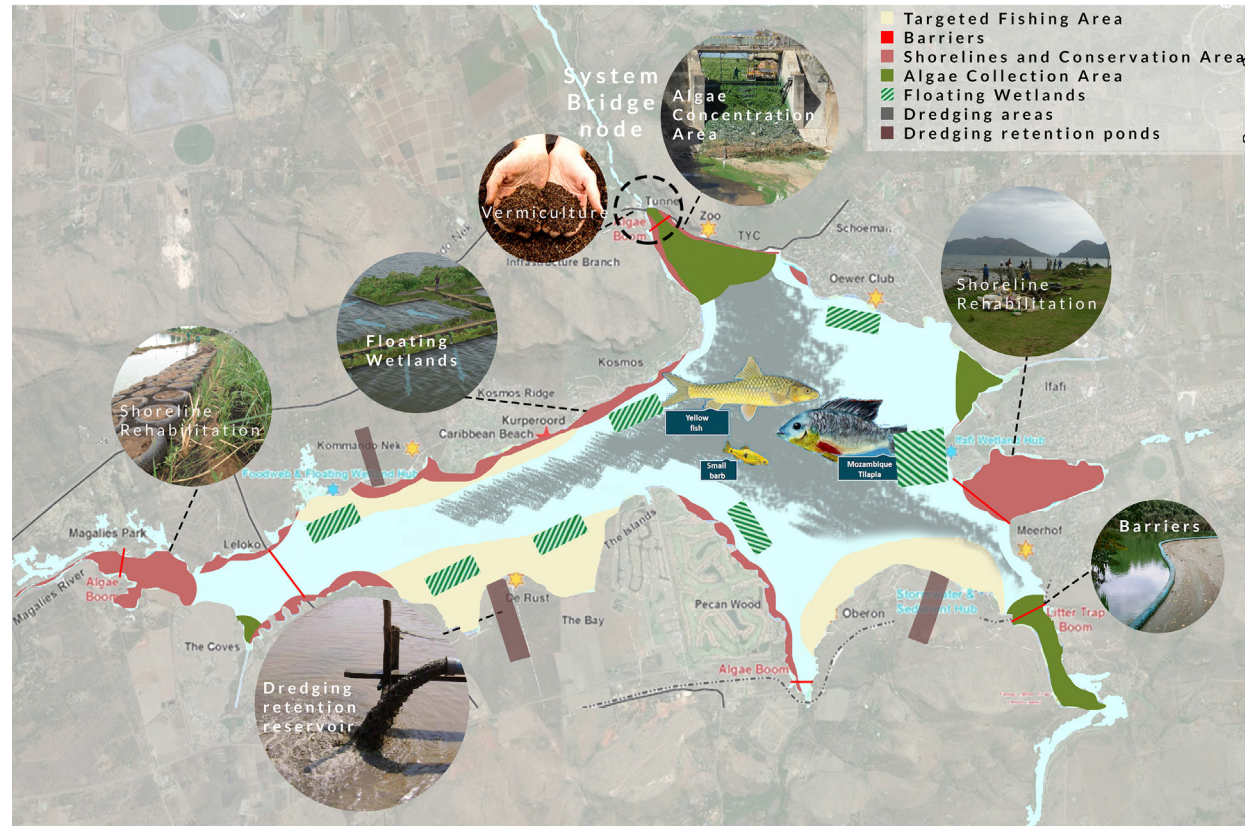 Targeted Fishing Area
Barriers
Shorelines and Conservation Area
Algae Collection Area
Floating Wetlands
Dredging areas
Dredging retention ponds
System
Bridge
node
Algae
Concentration
Area
Vermiculture
Tunne
Zoo
TYC
Schoeman
Algae
Boom
Infrastructure Branch
Oewer Club
Shoreline
Rehabilitation
Floating
Wetlands
Kosmos
Ifafi
Kosmos Ridge
Shoreline
Rehabilitation
Kurperoord
Caribbean Beach
Kommando Nek
Yellow
fish
Small
barb
Mozambique
Tilapia
Ifafi Wetland Hub
Foodweb & Floating Wetland Hub
Magalies Park
Leloko
The Islands
Meerhof
Barriers
Magalies River
Algae
Boom
De Rust
The Bay
Pecan Wood
Oberon
Stormwater &
Sediment Hub
Litter Trap
Boom
The Coves
Algae Boom
Dredging
retention
reservoir